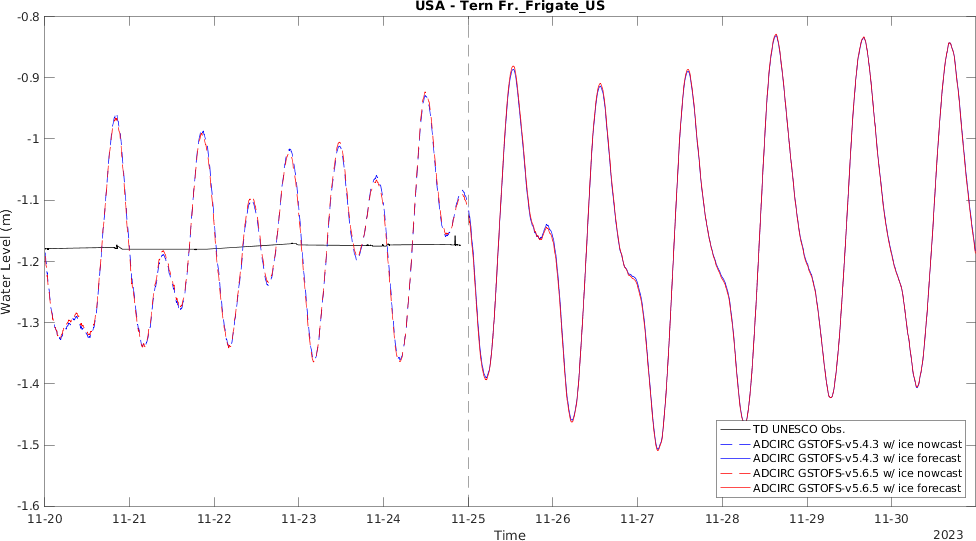 USA - Tern Fr._Frigate_US
-0.8
-0.9
-1
-1.1
-1.2
-1.3
-1.4
-1.5
-1.6
Water Level (m)
TD UNESCO Obs.
ADCIRC GSTOFS-v5.4.3 w/ ice nowcast
ADCIRC GSTOFS-v5.4.3 w/ ice forecast
ADCIRC GSTOFS-v5.6.5 w/ ice nowcast
ADCIRC GSTOFS-v5.6.5 w/ ice forecast
11-20 11-21 11-22 11-23 11-24 11-25 11-26 11-27 11-28 11-29 11-30
Time
2023